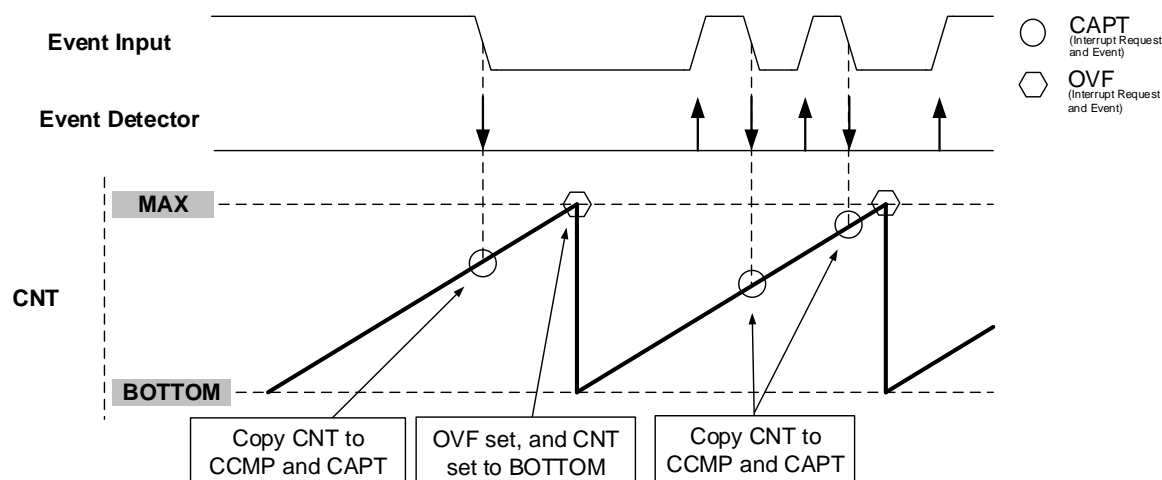 Event Input
CAPT
(Interrupt Request
and Event)
OVF
(Interrupt Request
and Event)
Event Detector
MAX
CNT
BOTTOM
Copy CNT to
CCMP and CAPT
OVF set, and CNT
set to BOTTOM
Copy CNT to
CCMP and CAPT